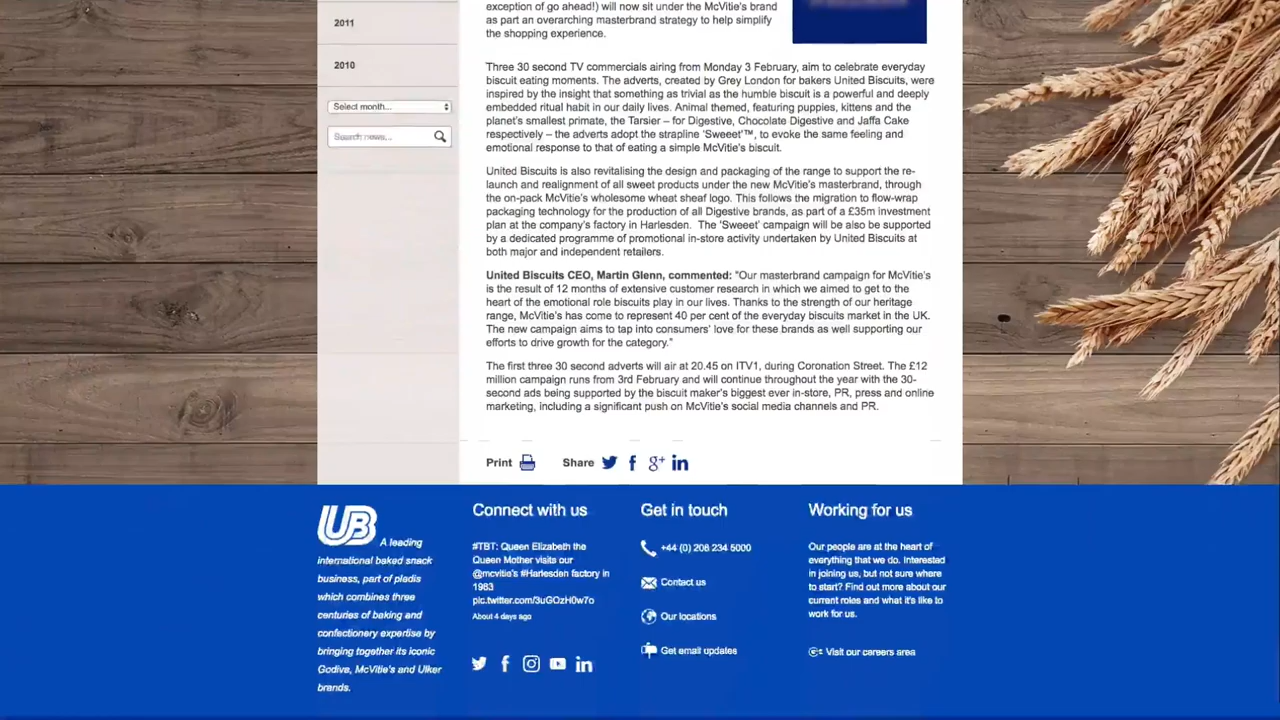 2011
2010
Select month...
Search news...
exception of go ahead!) will now sit under the McVitie's brand
as part an overarching masterbrand strategy to help simplify
the shopping experience.
Three 30 second TV commercials airing from Monday 3 February, aim to celebrate everyday
biscuit eating moments. The adverts, created by Grey London for bakers United Biscuits, were
inspired by the insight that something as trivial as the humble biscuit is a powerful and deeply
embedded ritual habit in our daily lives. Animal themed, featuring puppies, kittens and the
planet's smallest primate, the Tarsier – for Digestive, Chocolate Digestive and Jaffa Cake
respectively – the adverts adopt the strapline 'Sweeet'™, to evoke the same feeling and
emotional response to that of eating a simple McVitie's biscuit.
United Biscuits is also revitalising the design and packaging of the range to support the re-
launch and realignment of all sweet products under the new McVitie's masterbrand, through
the on-pack McVitie's wholesome wheat sheaf logo. This follows the migration to flow-wrap
packaging technology for the production of all Digestive brands, as part of a £35m investment
plan at the company's factory in Harlesden. The 'Sweeet' campaign will be also be supported
by a dedicated programme of promotional in-store activity undertaken by United Biscuits at
both major and independent retailers.
United Biscuits CEO, Martin Glenn, commented: "Our masterbrand campaign for McVitie's
is the result of 12 months of extensive customer research in which we aimed to get to the
heart of the emotional role biscuits play in our lives. Thanks to the strength of our heritage
range, McVitie's has come to represent 40 per cent of the everyday biscuits market in the UK.
The new campaign aims to tap into consumers' love for these brands as well supporting our
efforts to drive growth for the category."
The first three 30 second adverts will air at 20.45 on ITV1, during Coronation Street. The £12
million campaign runs from 3rd February and will continue throughout the year with the 30-
second ads being supported by the biscuit maker's biggest ever in-store, PR, press and online
marketing, including a significant push on McVitie's social media channels and PR.
Print
Share
UB A leading
international baked snack
business, part of pladis
which combines three
centuries of baking and
confectionery expertise by
bringing together its iconic
Godiva, McVitie's and Ulker
brands.
Connect with us
#TBT: Queen Elizabeth the
Queen Mother visits our
@mcvitie's #Harlesden factory in
1983
pic.twitter.com/3uGOzH0w7o
About 4 days ago
Get in touch
+44 (0) 208 234 5000
Contact us
Our locations
Get email updates
Working for us
Our people are at the heart of
everything that we do. Interested
in joining us, but not sure where
to start? Find out more about our
current roles and what it's like to
work for us.
Visit our careers area